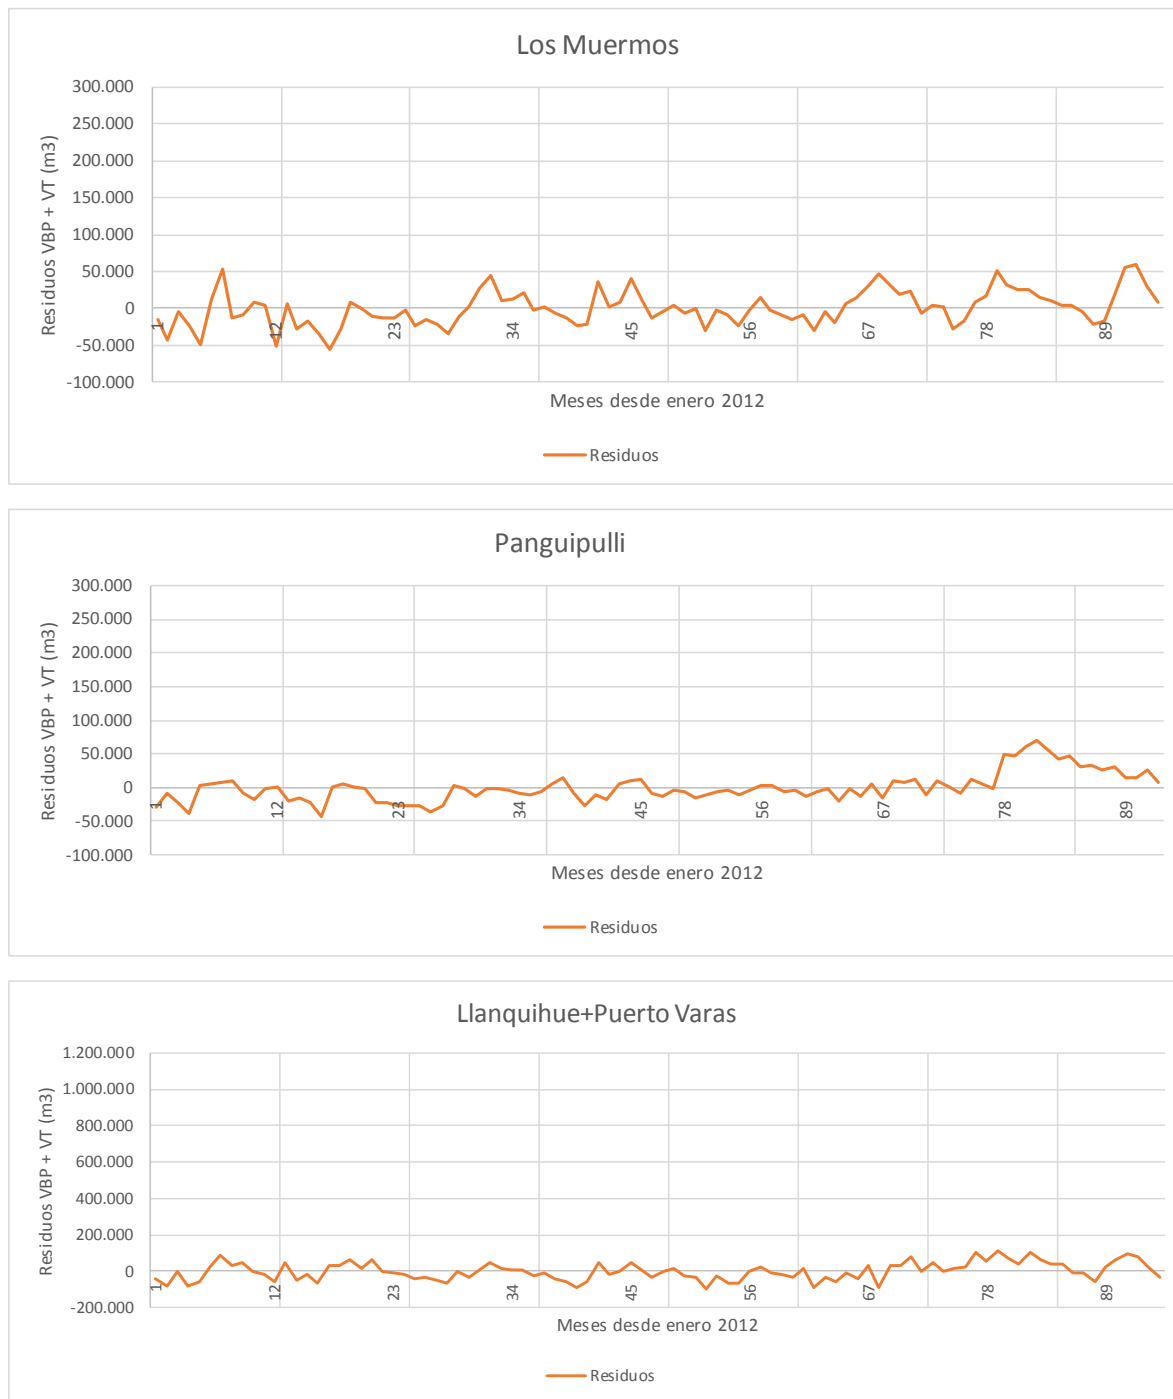 Los Muermos
300.000
250.000
200.000
150.000
100.000
50.000
0
-50.000
-100.000
Residuos VBP + VT (m3)
1 12 23 34 45 56 67 78 89
Meses desde enero 2012
Residuos
Panguipulli
300.000
250.000
200.000
150.000
100.000
50.000
0
-50.000
-100.000
Residuos VBP + VT (m3)
1 12 23 34 45 56 67 78 89
Meses desde enero 2012
Residuos
Llanquihue+Puerto Varas
1.200.000
1.000.000
800.000
600.000
400.000
200.000
0
-200.000
Residuos VBP + VT (m3)
1 12 23 34 45 56 67 78 89
Meses desde enero 2012
Residuos